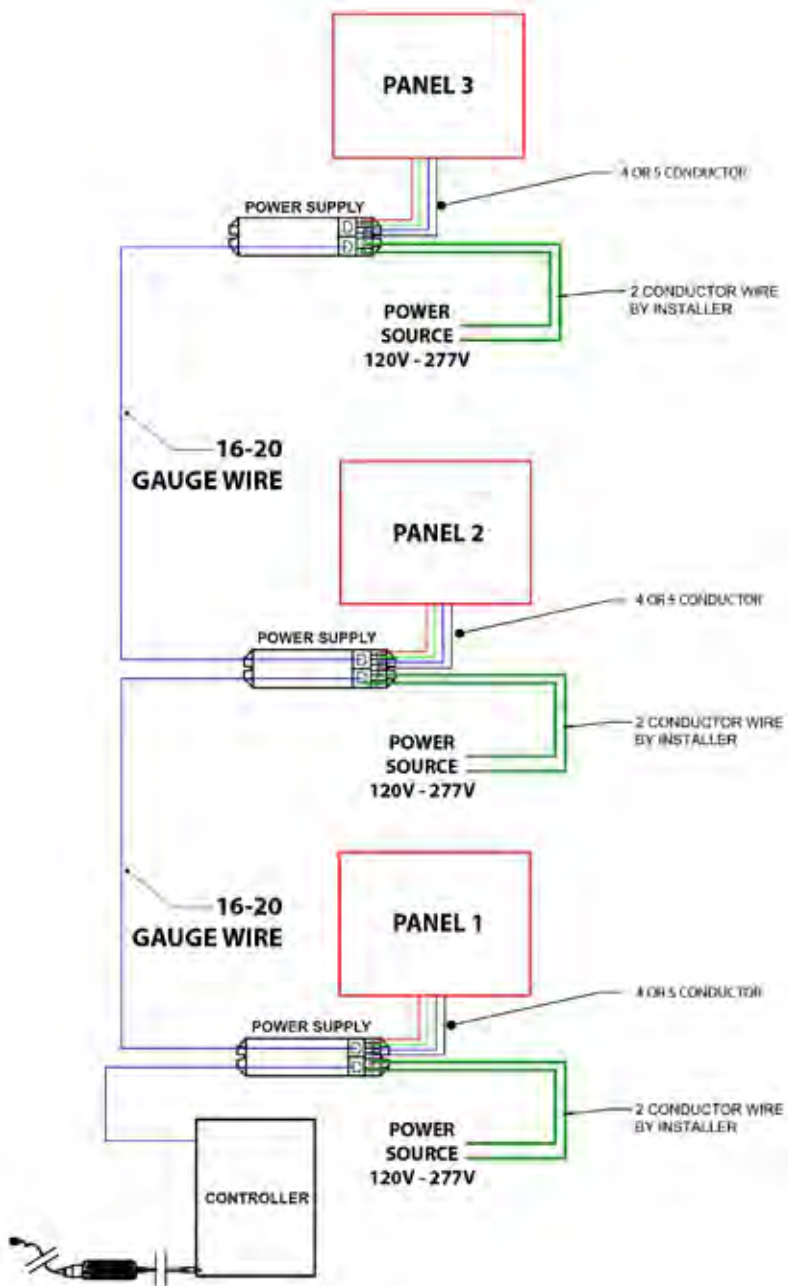 PANEL 3
4 OR 5 CONDUCTOR
POWER SUPPLY
2 CONDUCTOR WIRE
BY INSTALLER
POWER
SOURCE
120V - 277V
16-20
GAUGE WIRE
PANEL 2
4 OR 5 CONDUCTOR
POWER SUPPLY
2 CONDUCTOR WIRE
BY INSTALLER
POWER
SOURCE
120V - 277V
16-20
GAUGE WIRE
PANEL 1
4 OR 5 CONDUCTOR
POWER SUPPLY
2 CONDUCTOR WIRE
BY INSTALLER
POWER
SOURCE
120V - 277V
CONTROLLER